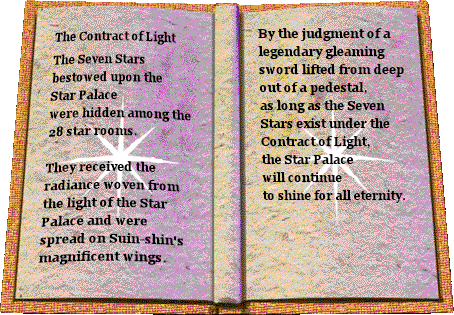 The Contract of Light
The Seven Stars
bestowed upon the
Star Palace
were hidden among the
28 star rooms.
They received the
radiance woven from
the light of the Star
Palace and were
spread on Suin-shin's
magnificent wings.
By the judgment of a
legendary gleaming
sword lifted from deep
out of a pedestal,
as long as the Seven
Stars exist under the
Contract of Light,
the Star Palace
will continue
to shine for all eternity.